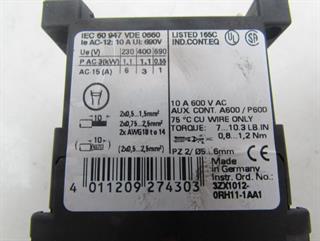 IEC 60 947 VDE 0660
Ie AC-12: 10 A Ui: 690V
Ue (V) 230 400 690
P AC 3(kW) 1,1 1,1 0,55
AC-15 (A) 6 3 1
LISTED 165C
IND.CONT.EQ
2x0,5...1,5mm²
2x0,75...2,5mm²
2x AWG18 to 14
2x0,5...1,5mm²
2x0,75...2,5mm²
10 A 600 V AC
AUX. CONT. A600 / P600
75 °C CU WIRE ONLY
TORQUE: 7...10.3 LB.IN
0,8...1,2 Nm
PZ 2/ Ø5...6mm
Made in Germany
Instr. Ord. No.:
3ZX1012-
0RH11-1AA1
4 011209 274303